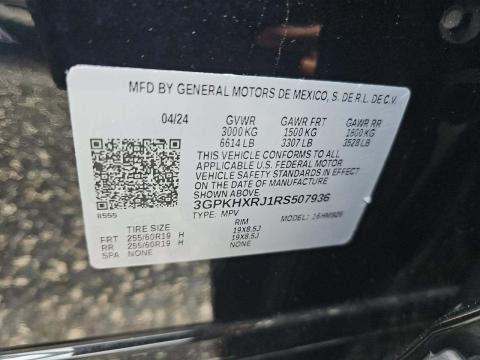 MFD BY GENERAL MOTORS DE MEXICO, S. DE R.L. DE C.V.
04/24 GVWR GAWR FRT GAWR RR
3000 KG 1500 KG 1600 KG
6614 LB 3307 LB 3528 LB
THIS VEHICLE CONFORMS TO ALL
APPLICABLE U.S. FEDERAL MOTOR
VEHICLE SAFETY STANDARDS IN EFFECT
ON THE DATE OF MANUFACTURE SHOWN ABOVE.
3GPKHXRJ1RS507936
TYPE: MPV MODEL:
TIRE SIZE RIM
FRT 255/60R19 H 19X8.5J
RR 255/60R19 H 19X8.5J
SPA NONE NONE